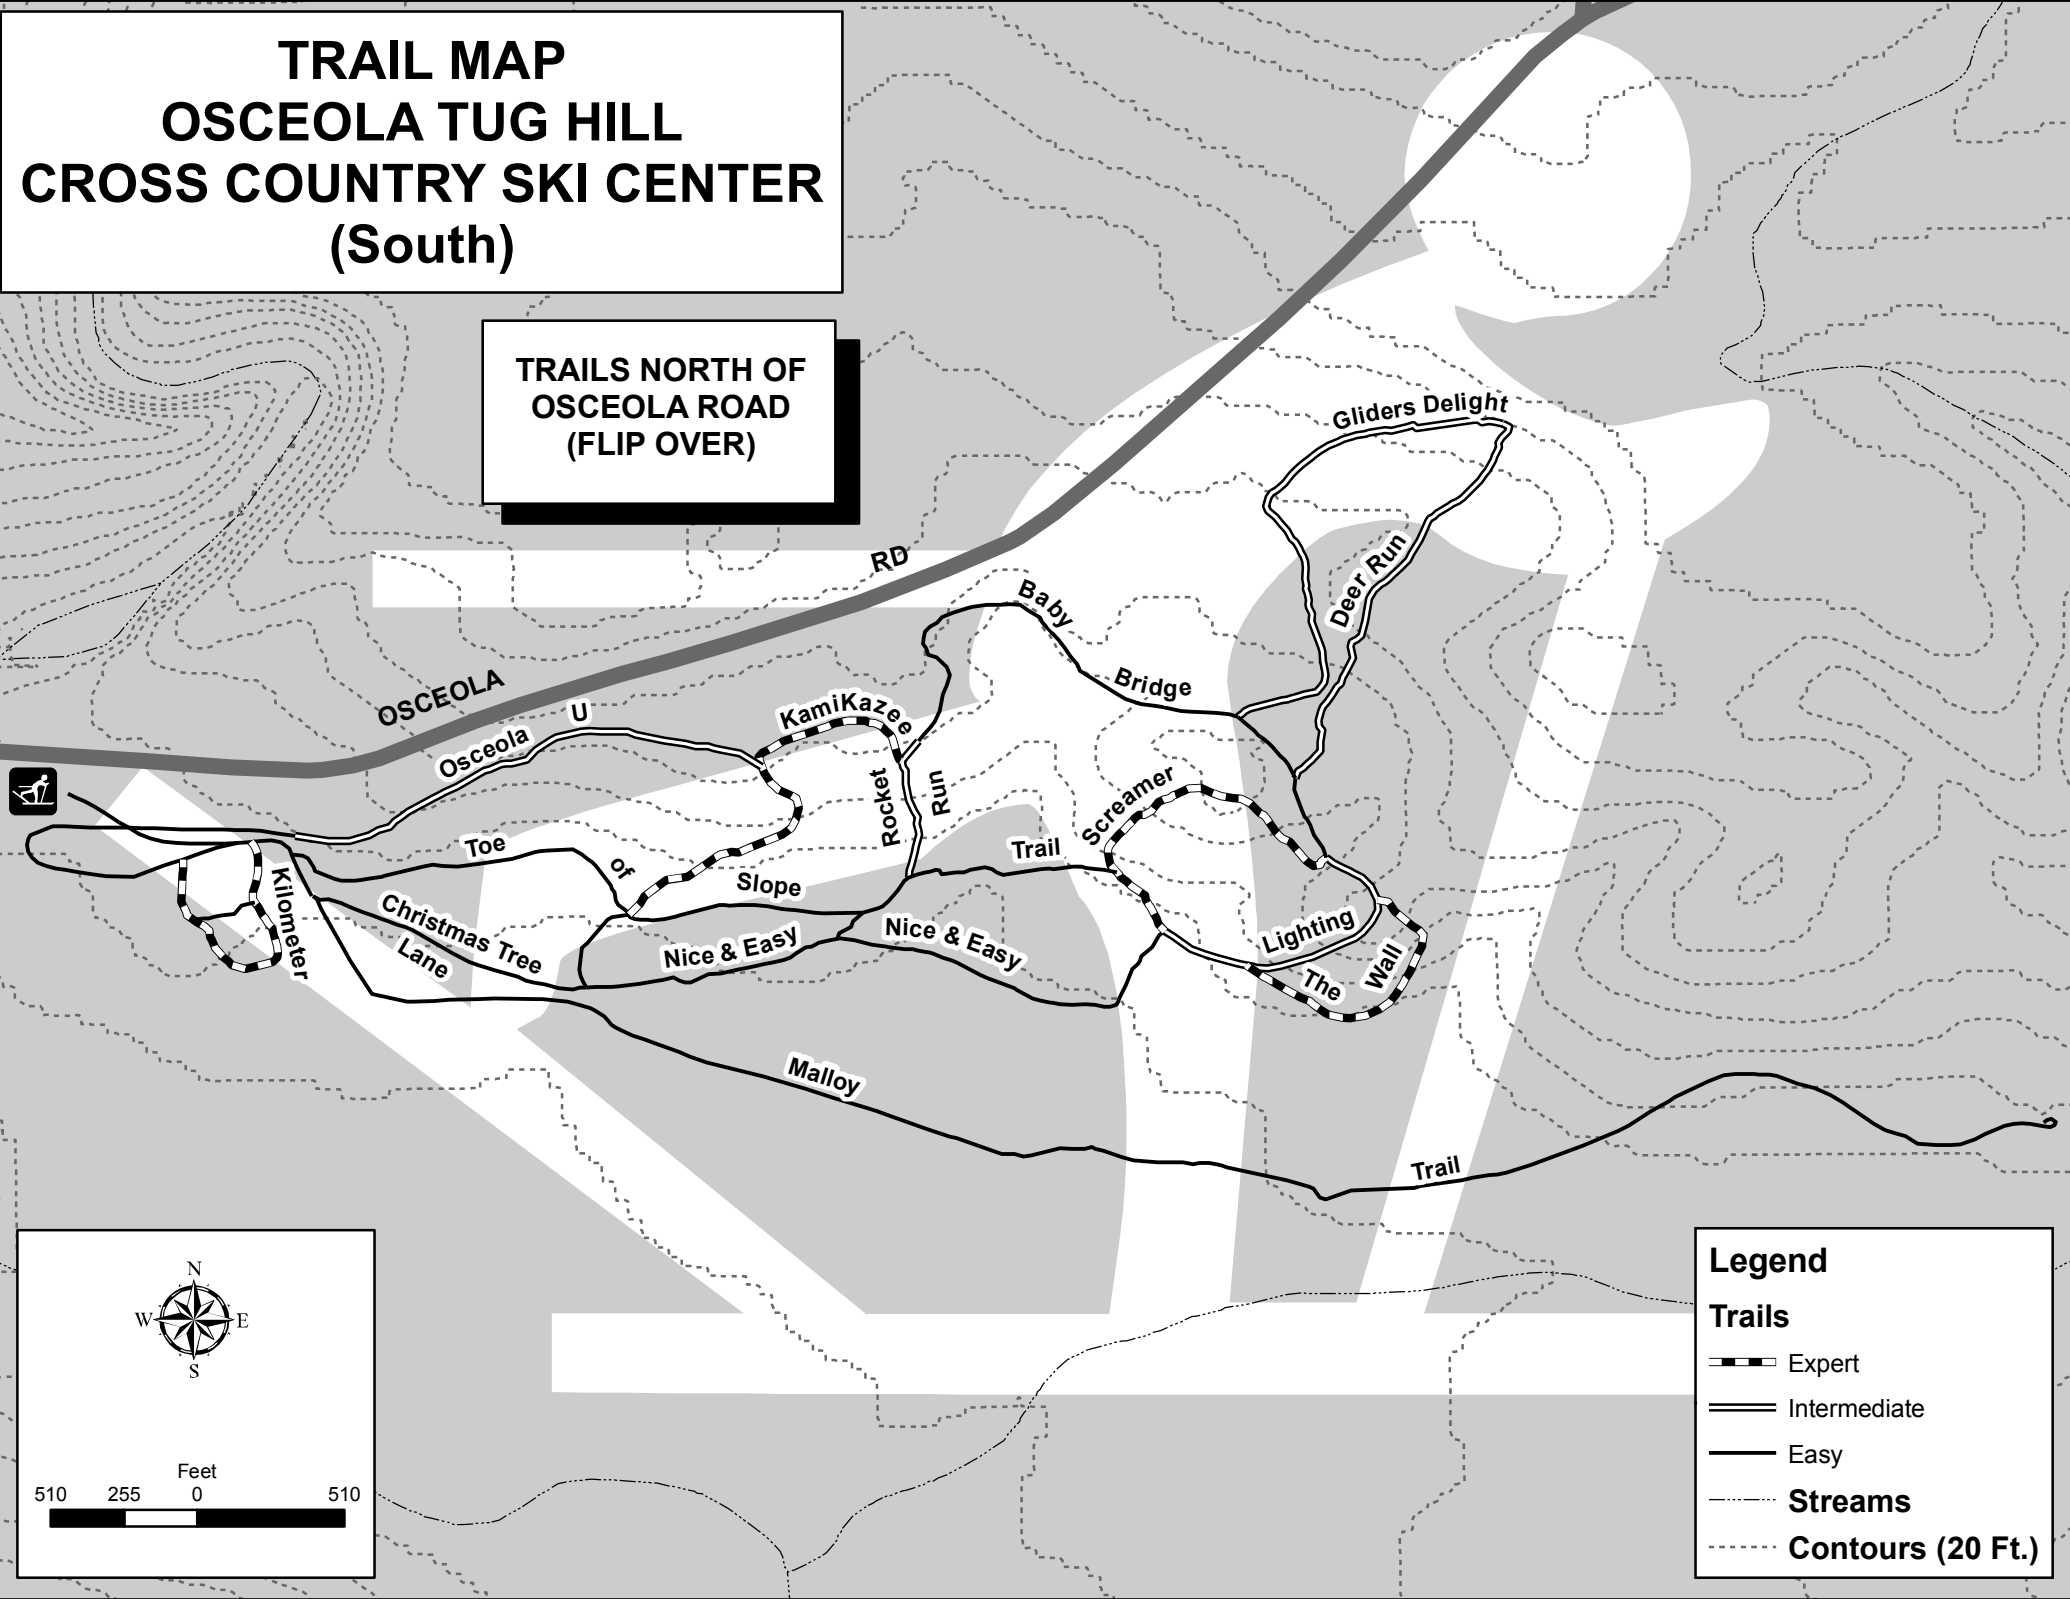 TRAIL MAP
OSCEOLA TUG HILL
CROSS COUNTRY SKI CENTER
(South)
TRAILS NORTH OF
OSCEOLA ROAD
(FLIP OVER)
Gliders Delight
Deer Run
RD
OSCEOLA
Baby
Bridge
Osceola
U
KamiKazee
Rocket
Run
Screamer
Toe
of
Slope
Trail
Kilometer
Christmas Tree
Lane
Nice & Easy
Nice & Easy
Lighting
The
Wall
Malloy
Trail
N
W
E
S
Feet
510
255
0
510
Legend
Trails
Expert
Intermediate
Easy
Streams
Contours (20 Ft.)